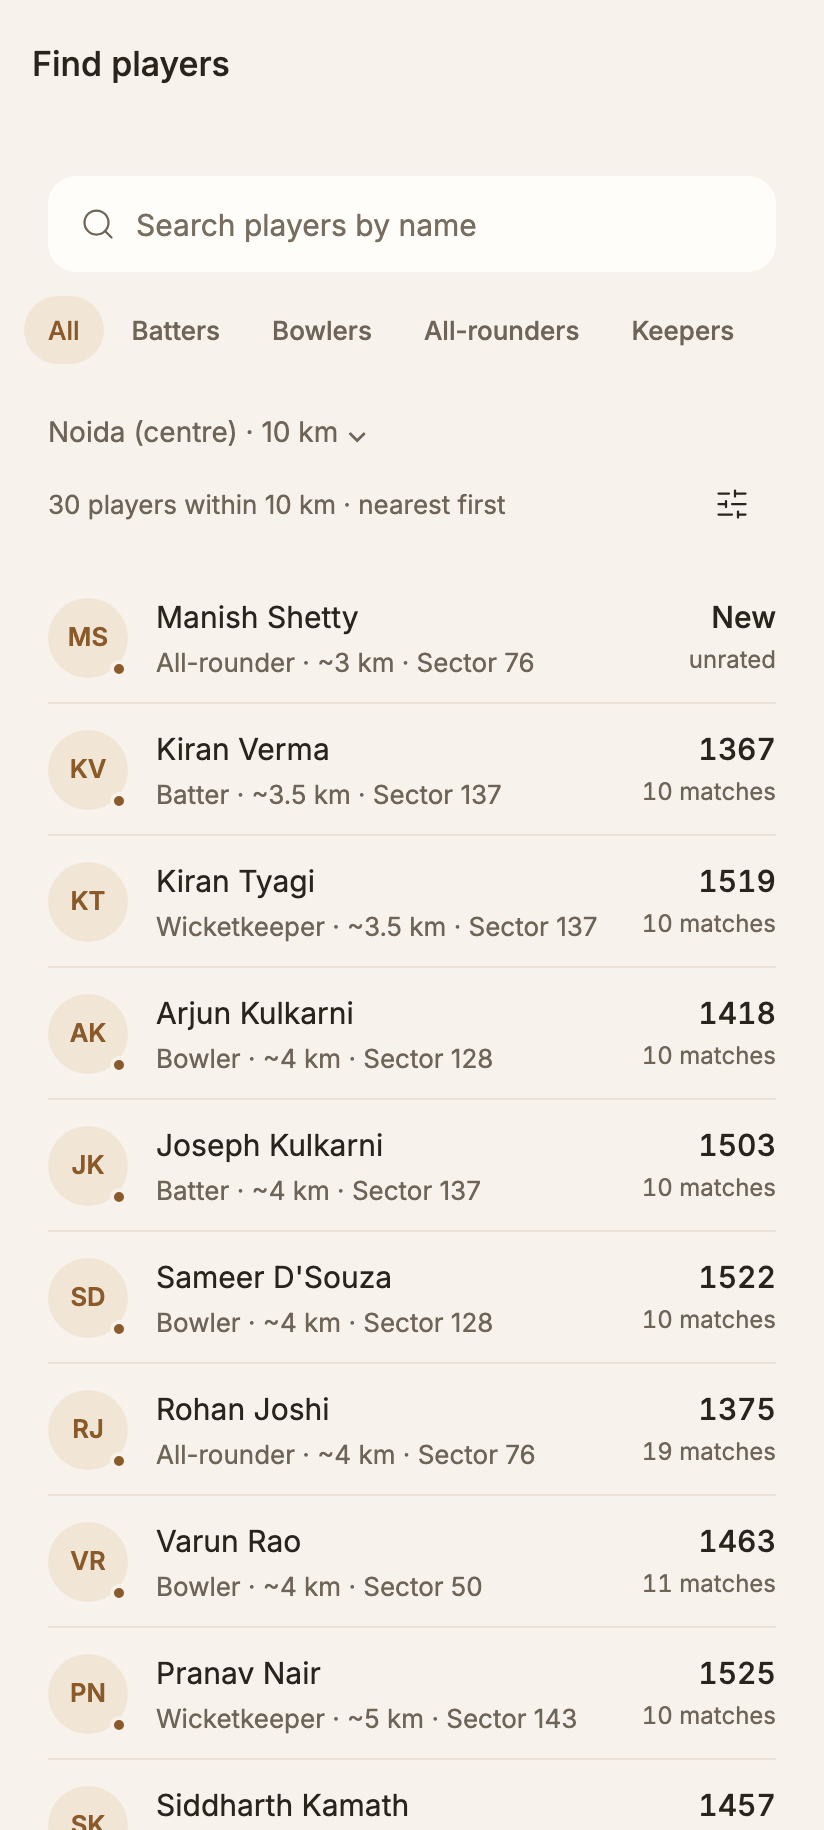 Find players
Search players by name
All Batters Bowlers All-rounders Keepers
Noida (centre) · 10 km
30 players within 10 km · nearest first
MS Manish Shetty New
All-rounder · ~3 km · Sector 76 unrated
KV Kiran Verma 1367
Batter · ~3.5 km · Sector 137 10 matches
KT Kiran Tyagi 1519
Wicketkeeper · ~3.5 km · Sector 137 10 matches
AK Arjun Kulkarni 1418
Bowler · ~4 km · Sector 128 10 matches
JK Joseph Kulkarni 1503
Batter · ~4 km · Sector 137 10 matches
SD Sameer D'Souza 1522
Bowler · ~4 km · Sector 128 10 matches
RJ Rohan Joshi 1375
All-rounder · ~4 km · Sector 76 19 matches
VR Varun Rao 1463
Bowler · ~4 km · Sector 50 11 matches
PN Pranav Nair 1525
Wicketkeeper · ~5 km · Sector 143 10 matches
SK Siddharth Kamath 1457